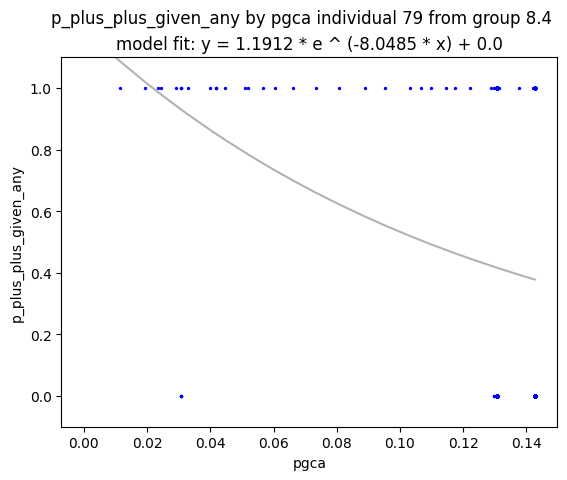 p_plus_plus_given_any by pgca individual 79 from group 8.4
model fit: y = 1.1912 * e ^ (-8.0485 * x) + 0.0
1.0
0.8
0.6
0.4
0.2
0.0
p_plus_plus_given_any
0.00 0.02 0.04 0.06 0.08 0.10 0.12 0.14
pgca